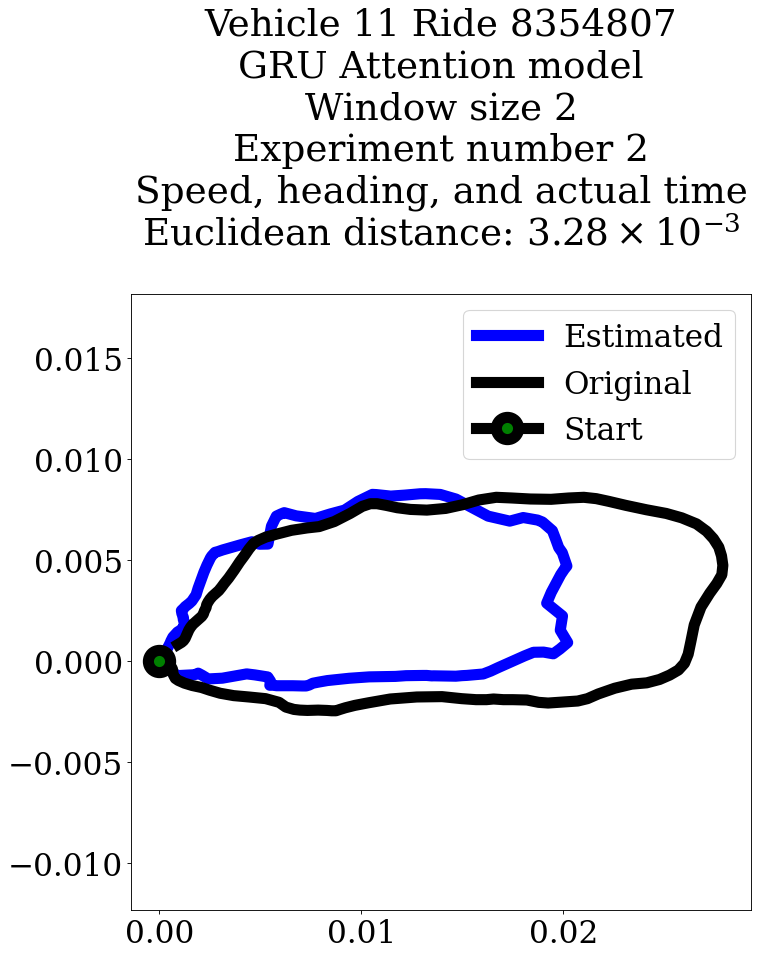 Vehicle 11 Ride 8354807
GRU Attention model
Window size 2
Experiment number 2
Speed, heading, and actual time
Euclidean distance: 3.28 × 10⁻³
Estimated
Original
Start
0.015
0.010
0.005
0.000
−0.005
−0.010
0.00 0.01 0.02